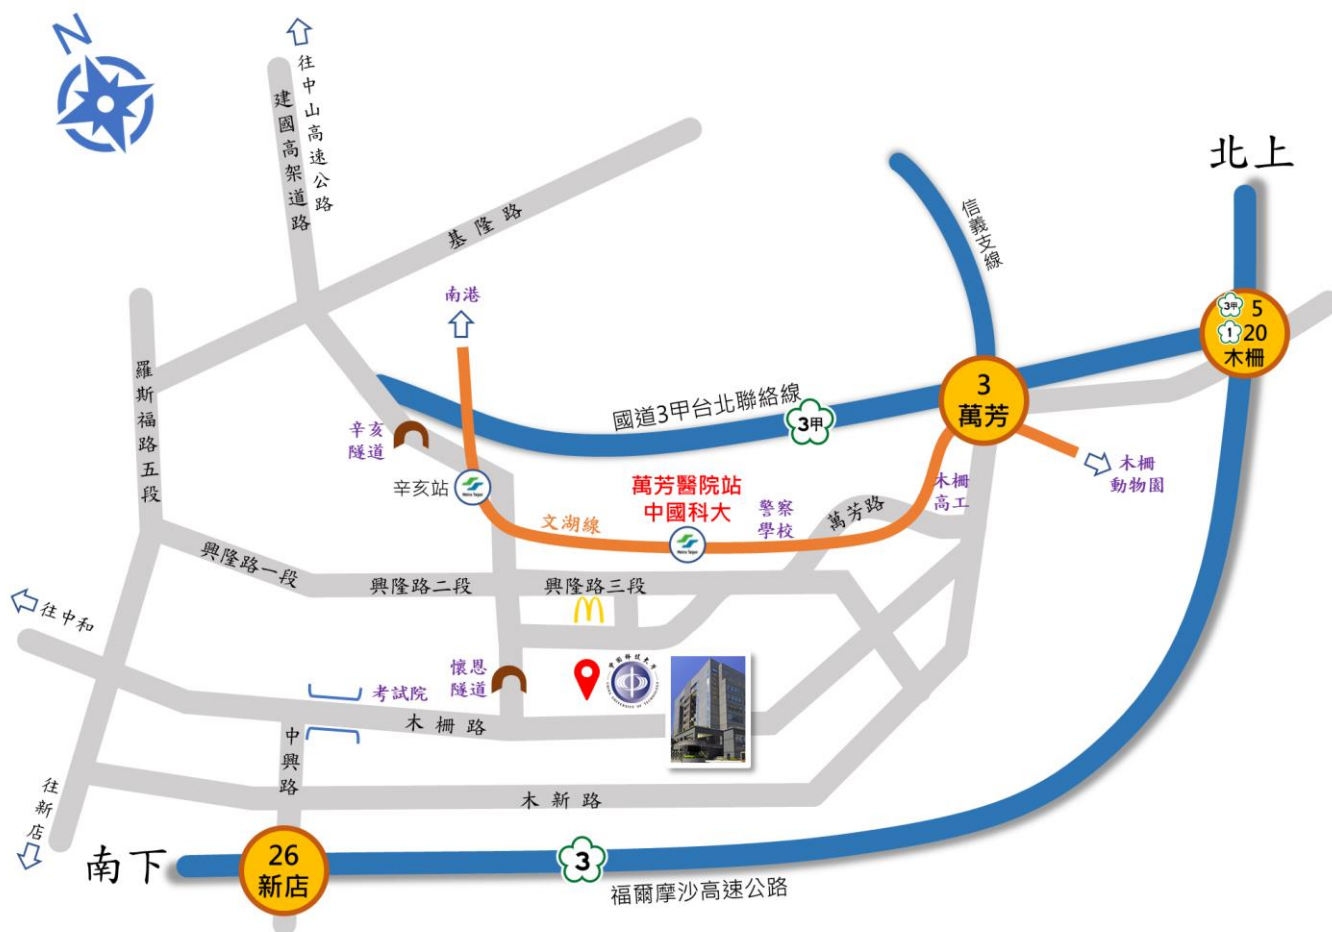 N
往中山高速公路
建國高架道路
北上
基隆路
信義支線
南港
3甲 5
1 20
木柵
羅斯福路五段
國道3甲台北聯絡線
3甲
3
萬芳
辛亥
隧道
辛亥站
萬芳醫院站
中國科大
文湖線
警察
學校
萬芳路
木柵
高工
木柵
動物園
興隆路一段
興隆路二段
興隆路三段
往中和
懷恩
隧道
考試院
中國科技大學
木柵路
中興路
木新路
往新店
南下
26
新店
3
福爾摩沙高速公路